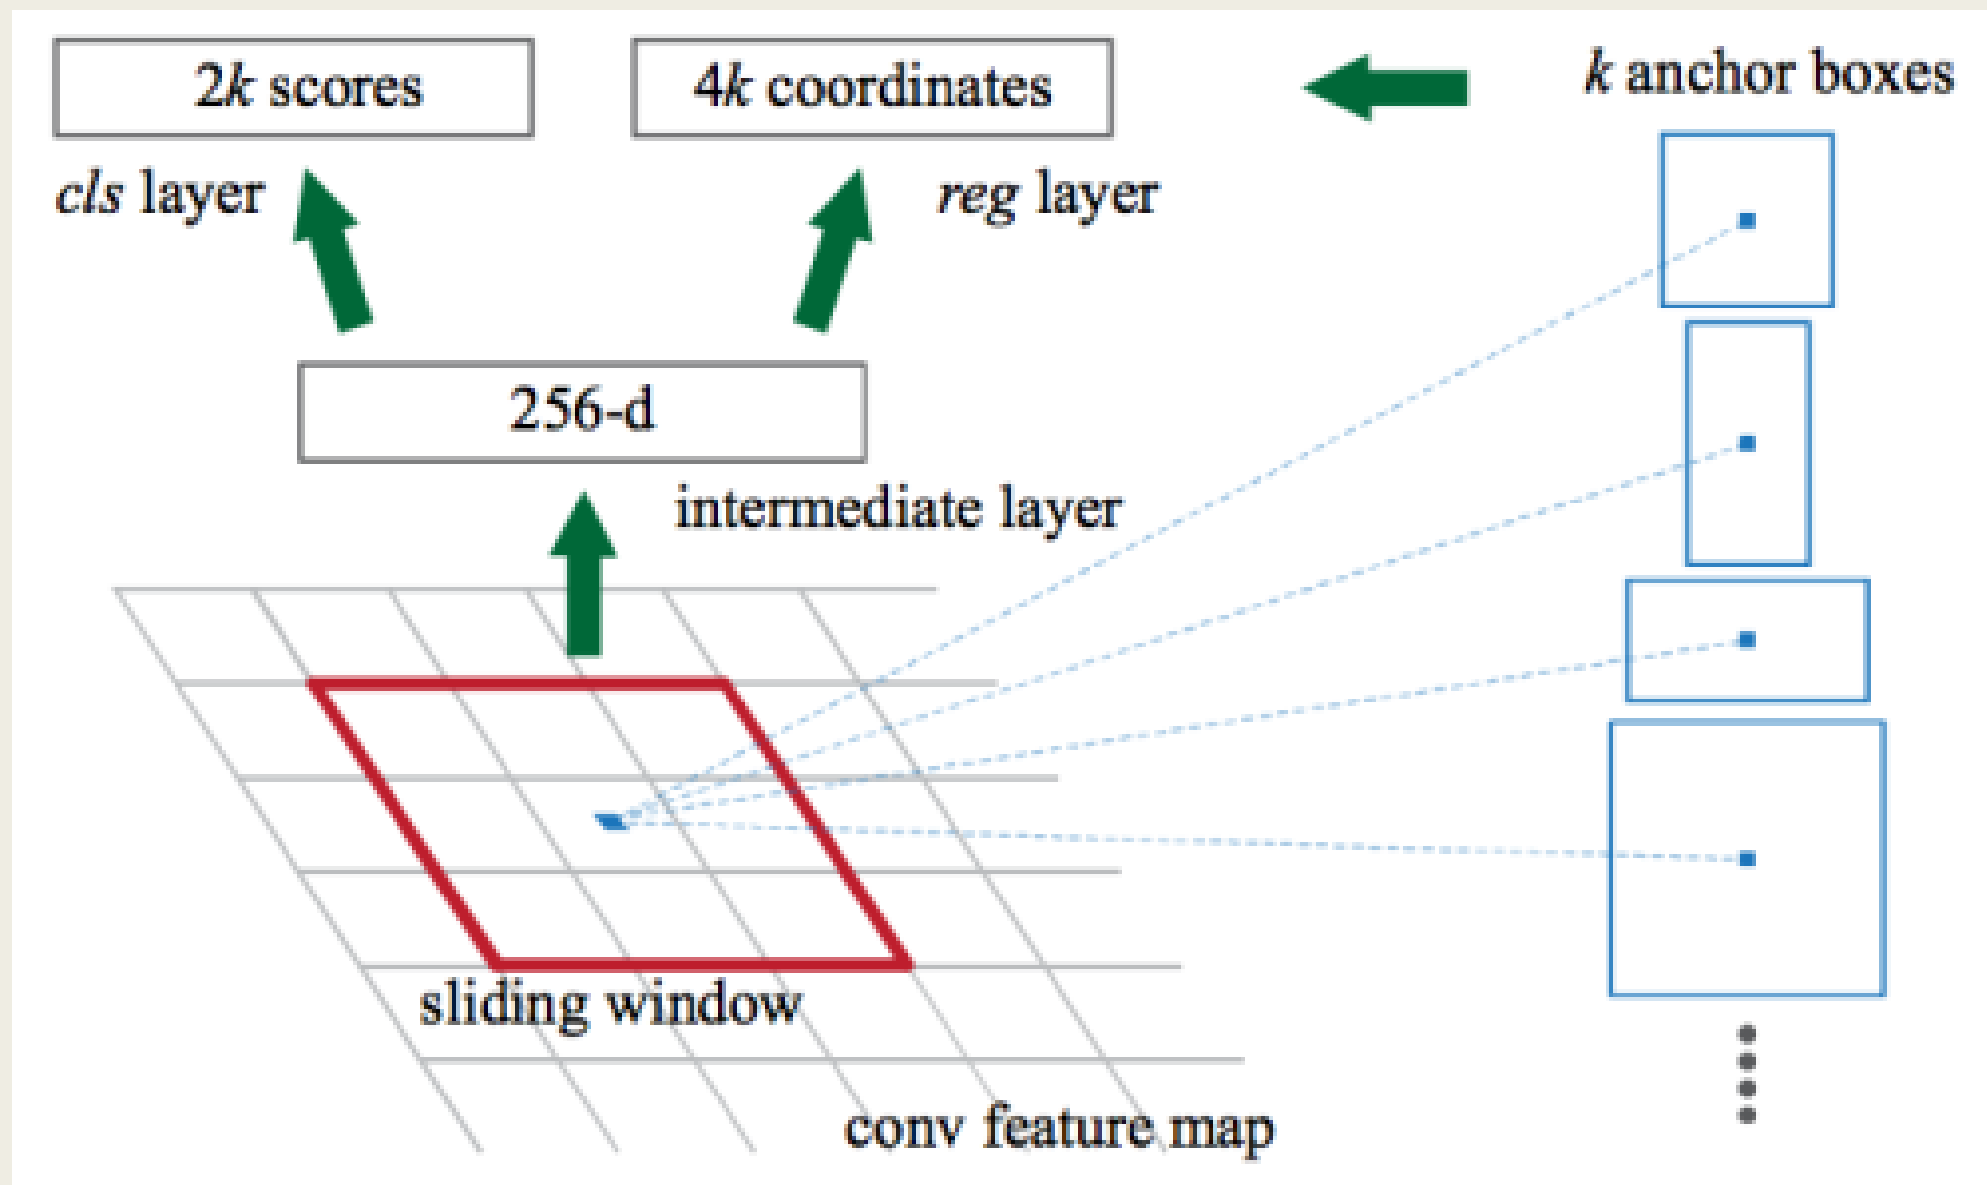 2k scores
4k coordinates
k anchor boxes
cls layer
reg layer
256-d
intermediate layer
sliding window
conv feature map